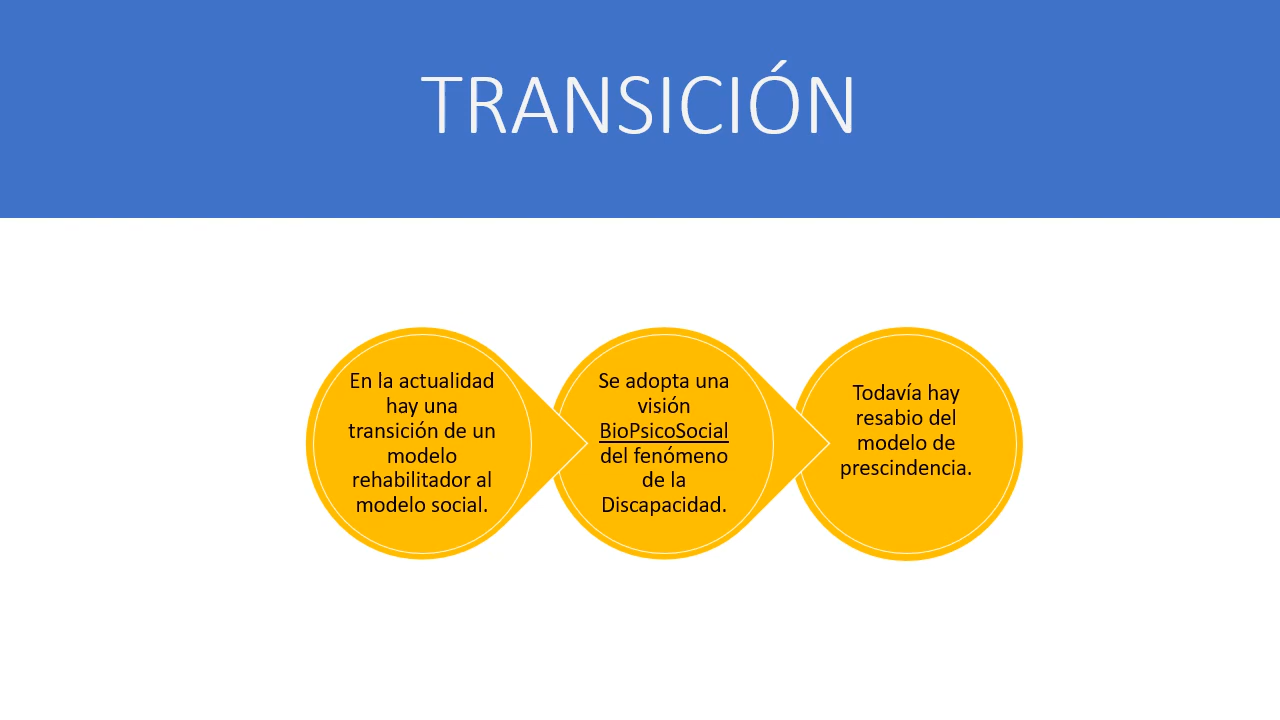 TRANSICIÓN
En la actualidad
hay una
transición de un
modelo
rehabilitador al
modelo social.
Se adopta una
visión
BioPsicoSocial
del fenómeno
de la
Discapacidad.
Todavía hay
resabio del
modelo de
prescindencia.